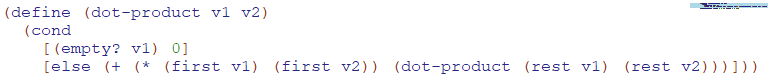 (define (dot-product v1 v2)
  (cond
    [(empty? v1) 0]
    [else (+ (* (first v1) (first v2)) (dot-product (rest v1) (rest v2)))]))